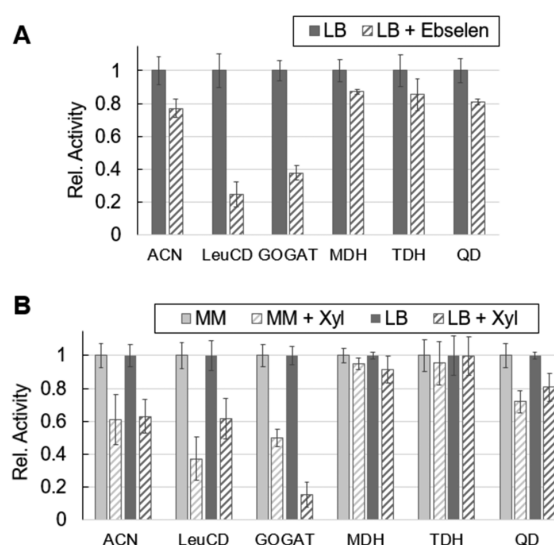 A
LB LB + Ebselen
Rel. Activity
1
0.8
0.6
0.4
0.2
0
ACN LeuCD GOGAT MDH TDH QD
B
MM MM + Xyl LB LB + Xyl
Rel. Activity
1
0.8
0.6
0.4
0.2
0
ACN LeuCD GOGAT MDH TDH QD